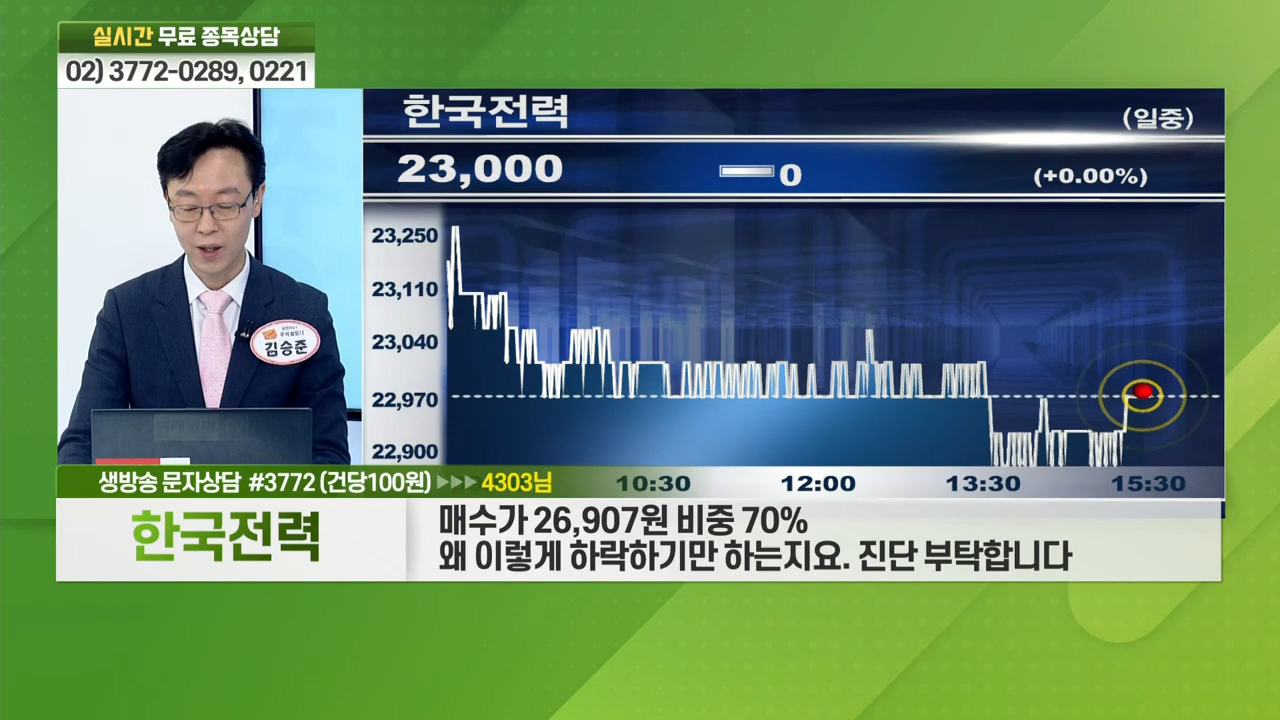 실시간 무료 종목상담
02) 3772-0289, 0221
한국전력
(일중)
23,000
0
(+0.00%)
23,250
23,110
23,040
22,970
22,900
김승준
10:30
12:00
13:30
15:30
생방송 문자상담 #3772 (건당100원) 4303님
한국전력
매수가 26,907원 비중 70%
왜 이렇게 하락하기만 하는지요. 진단 부탁합니다